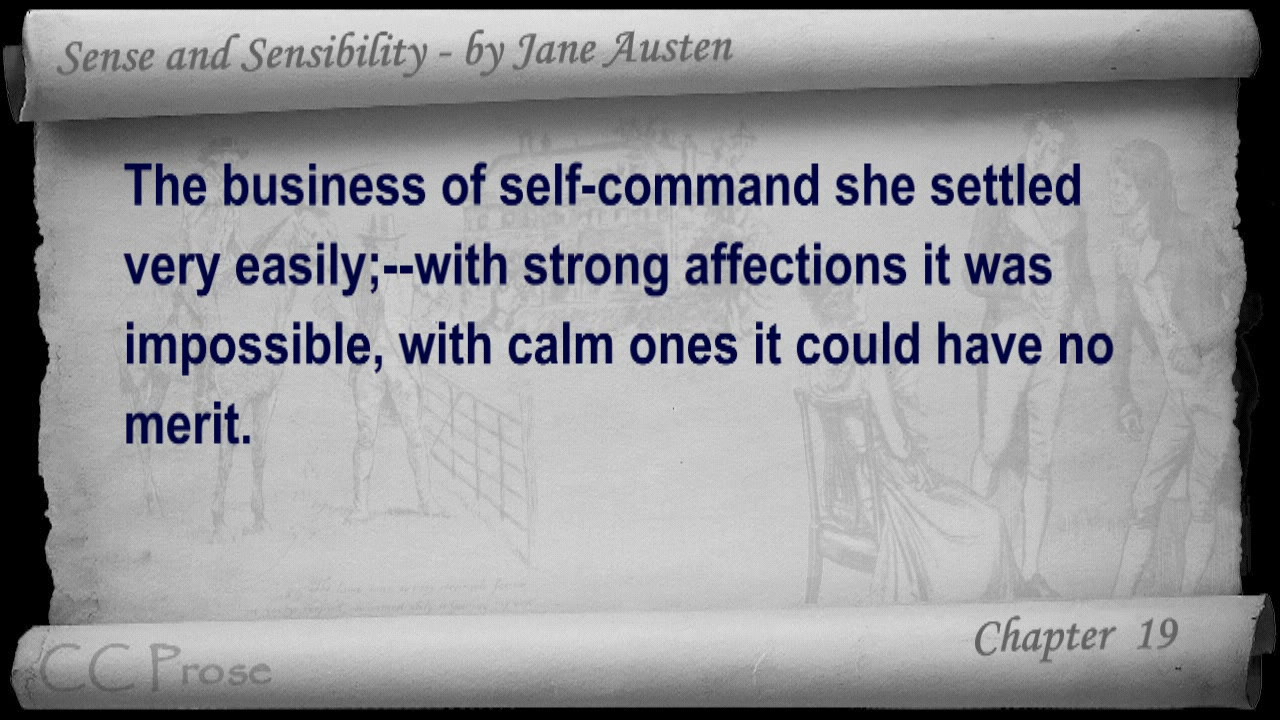 Sense and Sensibility - by Jane Austen
The business of self-command she settled
very easily;--with strong affections it was
impossible, with calm ones it could have no
merit.
Chapter 19
CC Prose